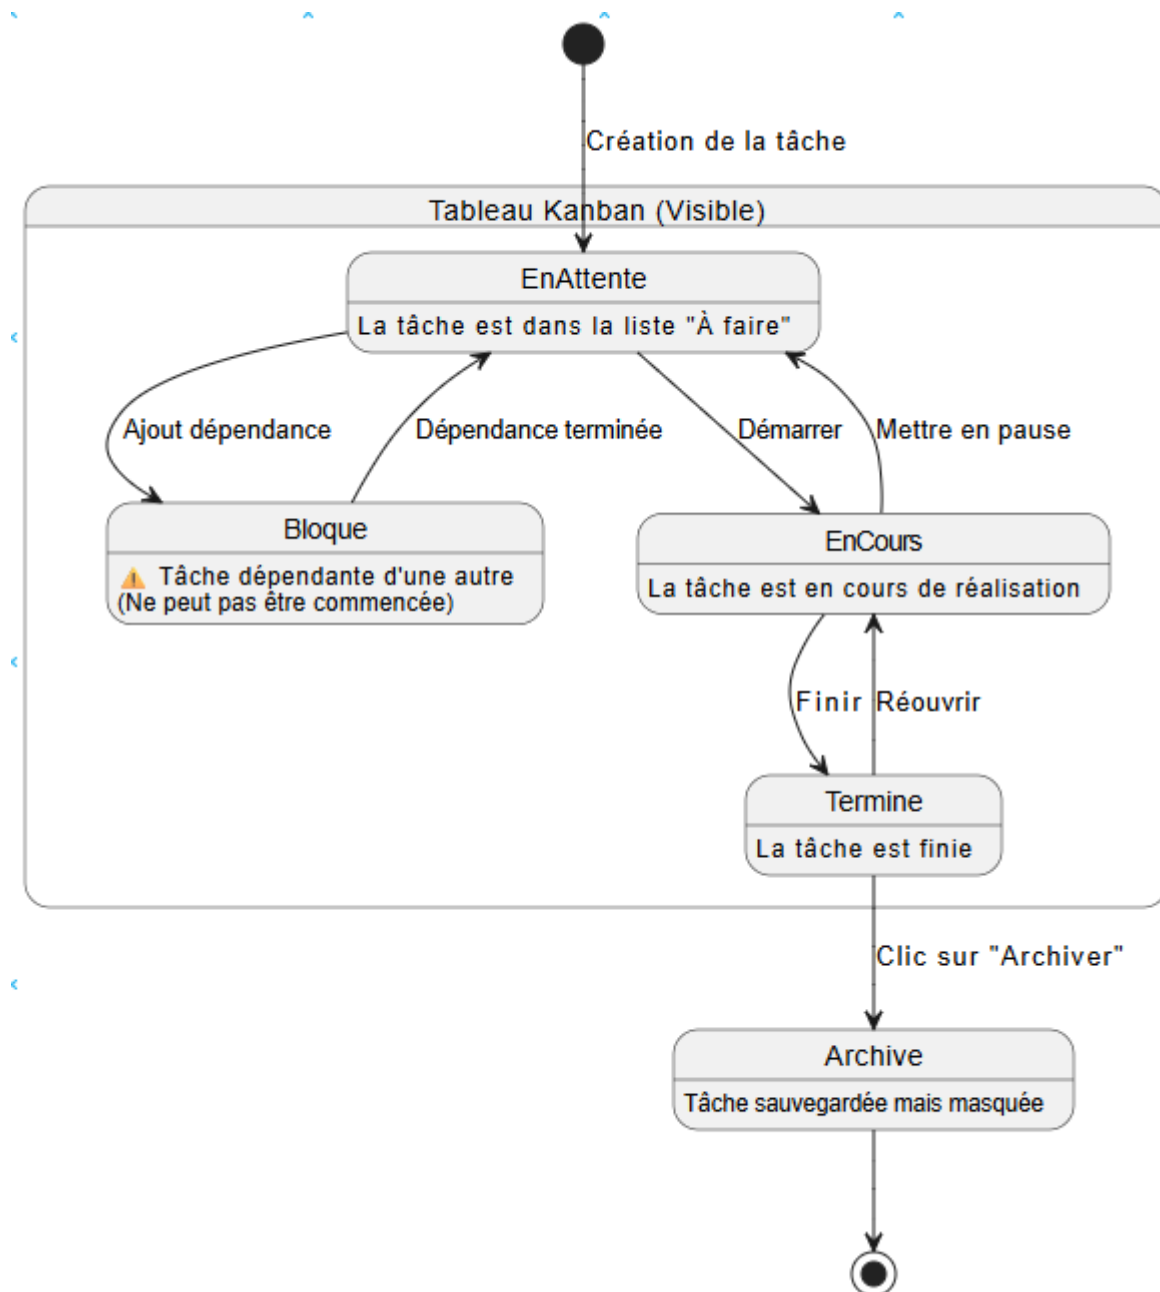 Création de la tâche
Tableau Kanban (Visible)
EnAttente
La tâche est dans la liste "À faire"
Ajout dépendance
Dépendance terminée
Démarrer
Mettre en pause
Bloque
⚠ Tâche dépendante d'une autre
(Ne peut pas être commencée)
EnCours
La tâche est en cours de réalisation
Finir
Réouvrir
Termine
La tâche est finie
Clic sur "Archiver"
Archive
Tâche sauvegardée mais masquée